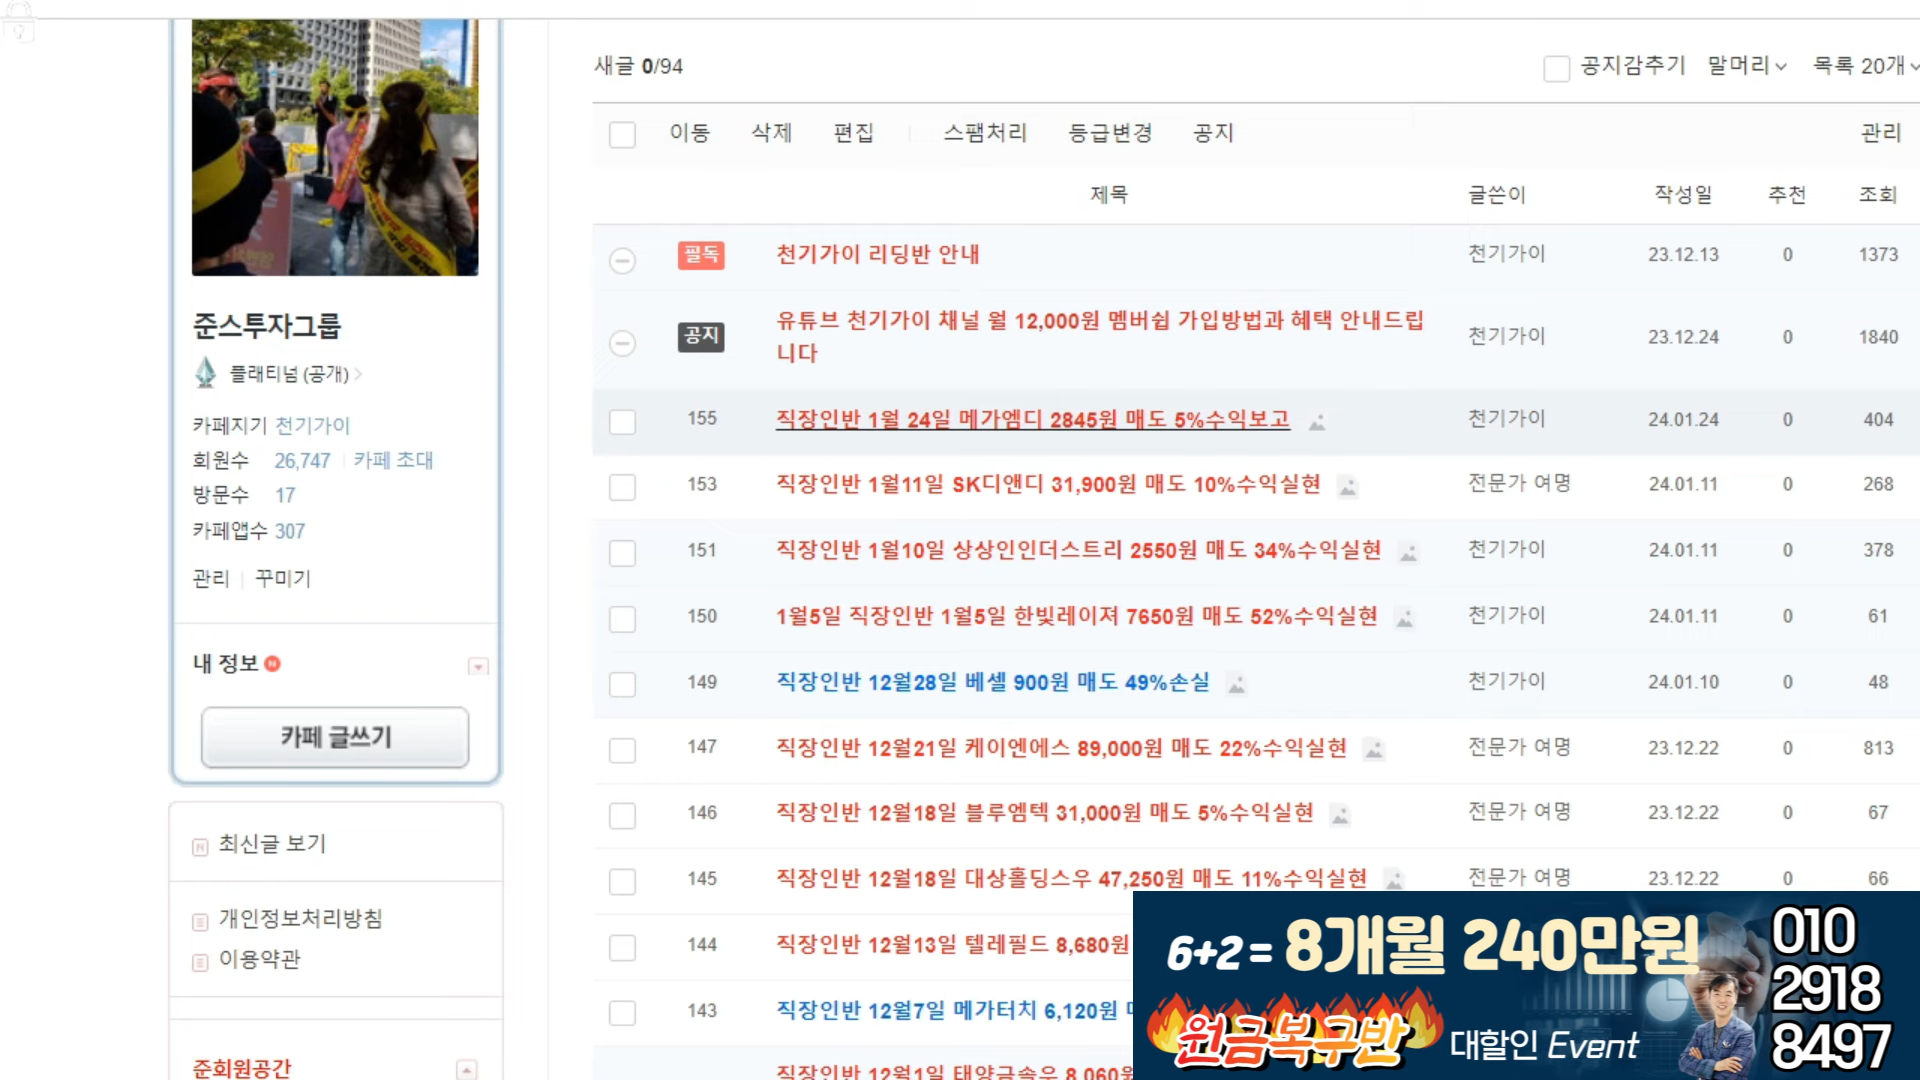 새글 0/94
공지감추기 말머리 목록 20개
이동 삭제 편집 스팸처리 등급변경 공지 관리
제목 글쓴이 작성일 추천 조회
필독 천기가이 리딩반 안내 천기가이 23.12.13 0 1373
공지 유튜브 천기가이 채널 월 12,000원 멤버쉽 가입방법과 혜택 안내드립
니다 천기가이 23.12.24 0 1840
155 직장인반 1월 24일 메가엠디 2845원 매도 5%수익보고 천기가이 24.01.24 0 404
153 직장인반 1월11일 SK디앤디 31,900원 매도 10%수익실현 전문가 여명 24.01.11 0 268
151 직장인반 1월10일 상상인인더스트리 2550원 매도 34%수익실현 천기가이 24.01.11 0 378
150 1월5일 직장인반 1월5일 한빛레이져 7650원 매도 52%수익실현 천기가이 24.01.11 0 61
149 직장인반 12월28일 베셀 900원 매도 49%손실 천기가이 24.01.10 0 48
147 직장인반 12월21일 케이엔에스 89,000원 매도 22%수익실현 전문가 여명 23.12.22 0 813
146 직장인반 12월18일 블루엠텍 31,000원 매도 5%수익실현 전문가 여명 23.12.22 0 67
145 직장인반 12월18일 대상홀딩스우 47,250원 매도 11%수익실현 전문가 여명 23.12.22 0 66
144 직장인반 12월13일 텔레필드 8,680원
143 직장인반 12월7일 메가터치 6,120원
직장인반 12월1일 태양금속우 8,060원
준스투자그룹
플래티넘 (공개)
카페지기 천기가이
회원수 26,747 카페 초대
방문수 17
카페앱수 307
관리 꾸미기
내 정보 N
카페 글쓰기
N 최신글 보기
개인정보처리방침
이용약관
준회원공간
6+2= 8개월 240만원
원금복구반 대할인 Event
010
2918
8497